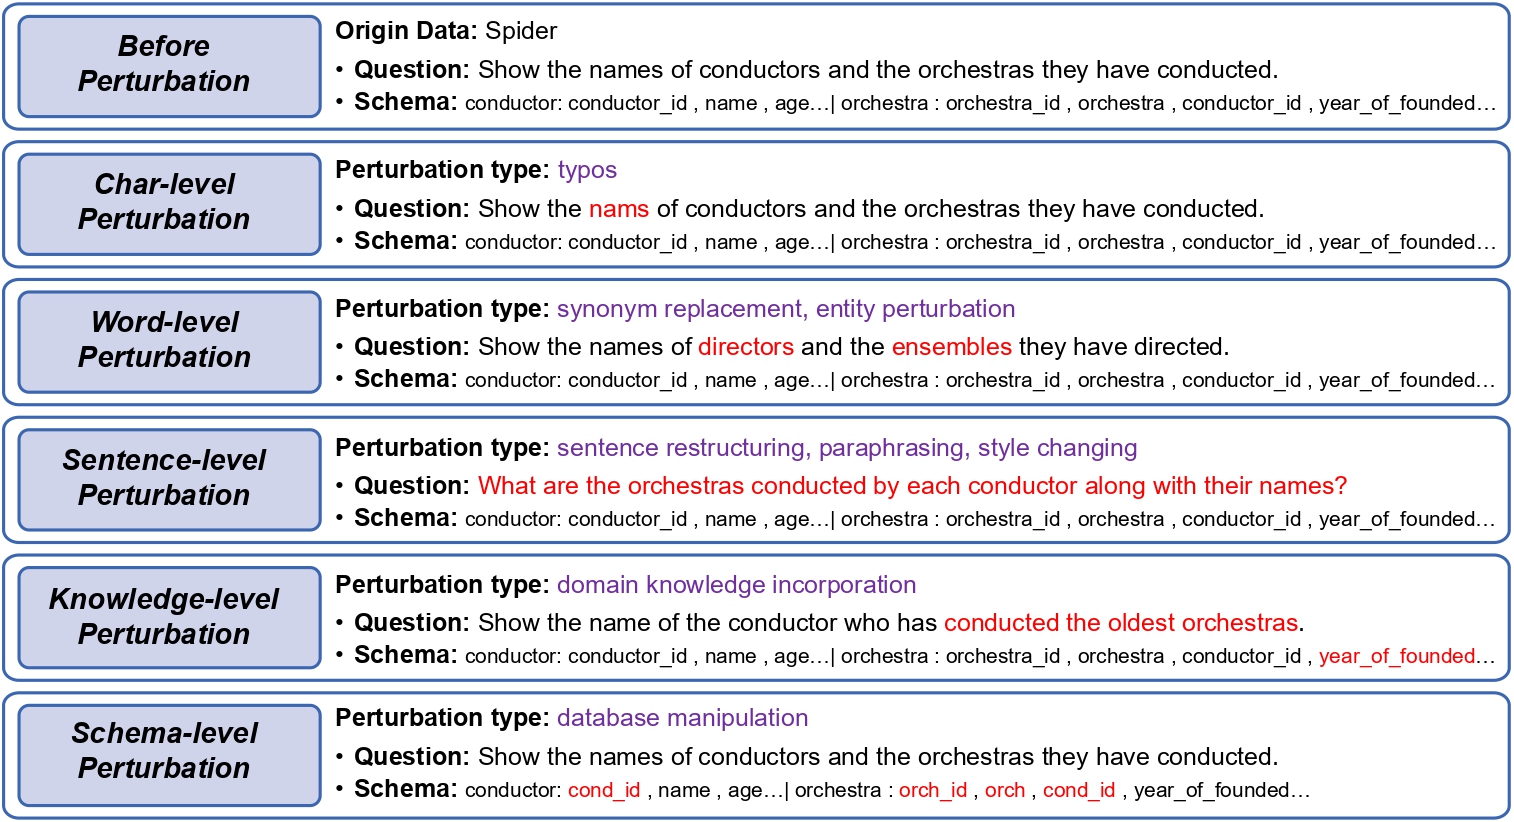 Before
Perturbation
Origin Data: Spider
• Question: Show the names of conductors and the orchestras they have conducted.
• Schema: conductor: conductor_id , name , age...| orchestra : orchestra_id , orchestra , conductor_id , year_of_founded...
Char-level
Perturbation
Perturbation type: typos
• Question: Show the nams of conductors and the orchestras they have conducted.
• Schema: conductor: conductor_id , name , age...| orchestra : orchestra_id , orchestra , conductor_id , year_of_founded...
Word-level
Perturbation
Perturbation type: synonym replacement, entity perturbation
• Question: Show the names of directors and the ensembles they have directed.
• Schema: conductor: conductor_id , name , age...| orchestra : orchestra_id , orchestra , conductor_id , year_of_founded...
Sentence-level
Perturbation
Perturbation type: sentence restructuring, paraphrasing, style changing
• Question: What are the orchestras conducted by each conductor along with their names?
• Schema: conductor: conductor_id , name , age...| orchestra : orchestra_id , orchestra , conductor_id , year_of_founded...
Knowledge-level
Perturbation
Perturbation type: domain knowledge incorporation
• Question: Show the name of the conductor who has conducted the oldest orchestras.
• Schema: conductor: conductor_id , name , age...| orchestra : orchestra_id , orchestra , conductor_id , year_of_founded...
Schema-level
Perturbation
Perturbation type: database manipulation
• Question: Show the names of conductors and the orchestras they have conducted.
• Schema: conductor: cond_id , name , age...| orchestra : orch_id , orch , cond_id , year_of_founded...